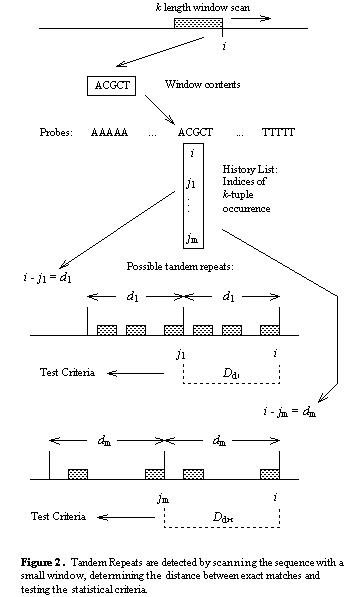 k length window scan
i
ACGCT Window contents
Probes: AAAAA ... ACGCT ... TTTTT
i
History List:
Indices of
k-tuple
occurrence
j1
:
:
jm
i - j1 = d1
Possible tandem repeats:
d1 d1
j1 i
Test Criteria Dd1
i - jm = dm
dm dm
jm i
Test Criteria Ddm
Figure 2. Tandem Repeats are detected by scanning the sequence with a
small window, determining the distance between exact matches and
testing the statistical criteria.